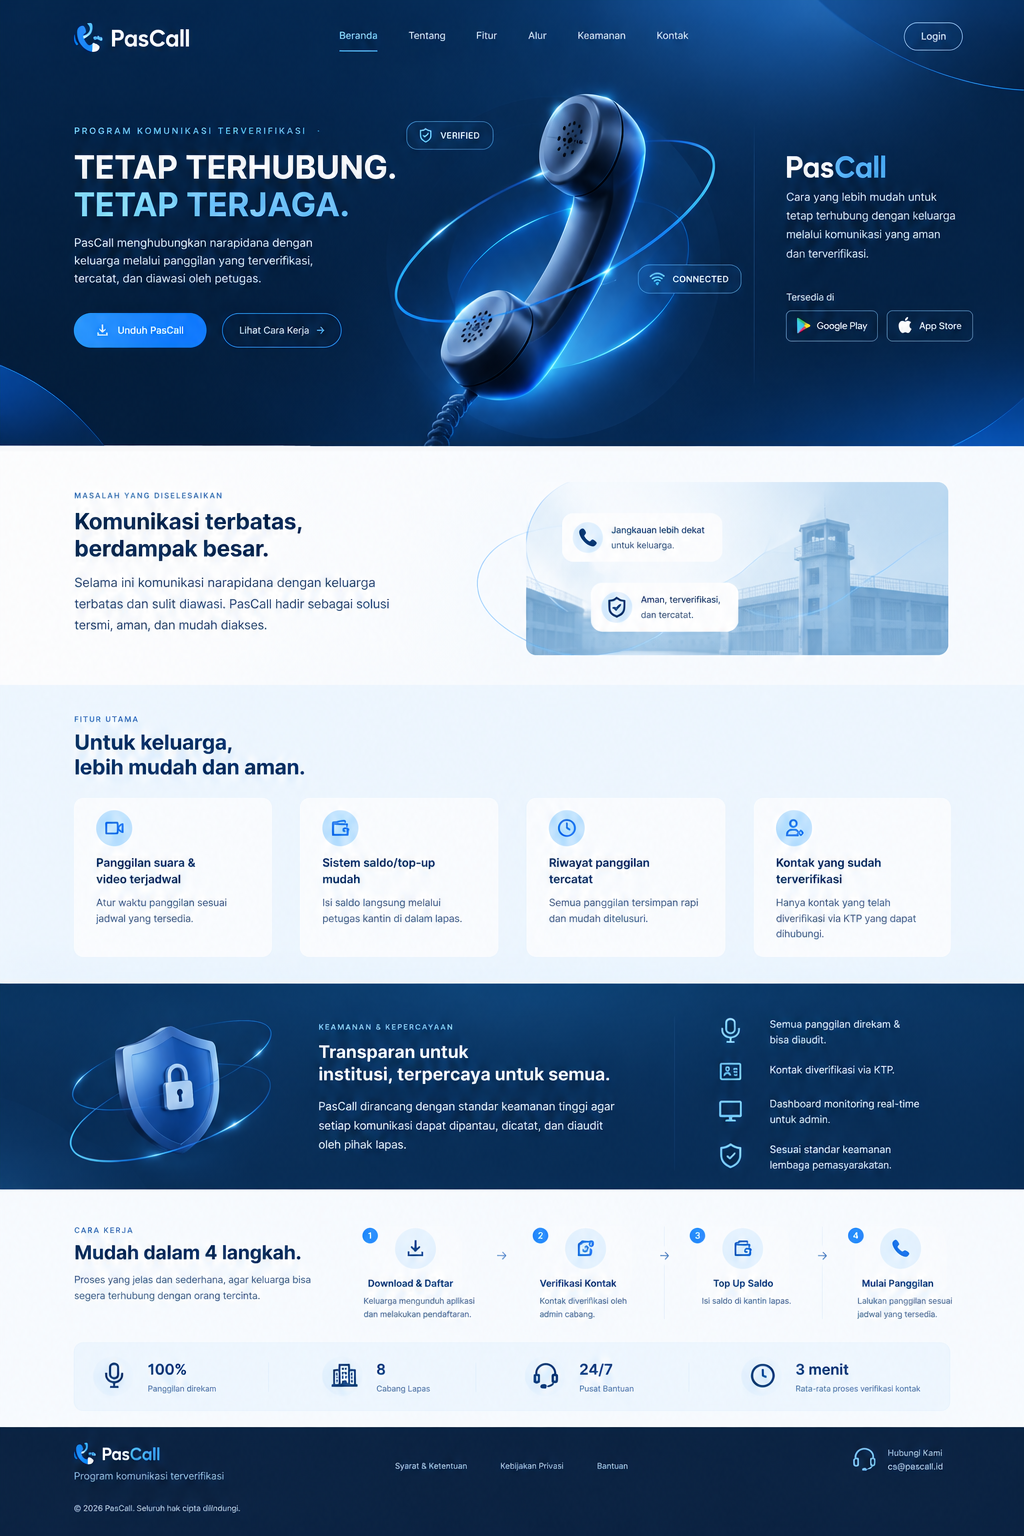 PasCall
Beranda
Tentang
Fitur
Alur
Keamanan
Kontak
Login
PROGRAM KOMUNIKASI TERVERIFIKASI ·
TETAP TERHUBUNG.
TETAP TERJAGA.
PasCall menghubungkan narapidana dengan
keluarga melalui panggilan yang terverifikasi,
tercatat, dan diawasi oleh petugas.
Unduh PasCall
Lihat Cara Kerja →
VERIFIED
CONNECTED
PasCall
Cara yang lebih mudah untuk
tetap terhubung dengan keluarga
melalui komunikasi yang aman
dan terverifikasi.
Tersedia di
Google Play
App Store
MASALAH YANG DISELESAIKAN
Komunikasi terbatas,
berdampak besar.
Selama ini komunikasi narapidana dengan keluarga
terbatas dan sulit diawasi. PasCall hadir sebagai solusi
tersmi, aman, dan mudah diakses.
Jangkauan lebih dekat
untuk keluarga.
Aman, terverifikasi,
dan tercatat.
FITUR UTAMA
Untuk keluarga,
lebih mudah dan aman.
Panggilan suara &
video terjadwal
Atur waktu panggilan sesuai
jadwal yang tersedia.
Sistem saldo/top-up
mudah
Isi saldo langsung melalui
petugas kantin di dalam lapas.
Riwayat panggilan
tercatat
Semua panggilan tersimpan rapi
dan mudah ditelusuri.
Kontak yang sudah
terverifikasi
Hanya kontak yang telah
diverifikasi via KTP yang dapat
dihubungi.
KEAMANAN & KEPERCAYAAN
Transparan untuk
institusi, terpercaya untuk semua.
PasCall dirancang dengan standar keamanan tinggi agar
setiap komunikasi dapat dipantau, dicatat, dan diaudit
oleh pihak lapas.
Semua panggilan direkam &
bisa diaudit.
Kontak diverifikasi via KTP.
Dashboard monitoring real-time
untuk admin.
Sesuai standar keamanan
lembaga pemasyarakatan.
CARA KERJA
Mudah dalam 4 langkah.
Proses yang jelas dan sederhana, agar keluarga bisa
segera terhubung dengan orang tercinta.
1
Download & Daftar
Keluarga mengunduh aplikasi
dan melakukan pendaftaran.
→
2
Verifikasi Kontak
Kontak diverifikasi oleh
admin cabang.
→
3
Top Up Saldo
Isi saldo di kantin lapas.
→
4
Mulai Panggilan
Lalukan panggilan sesuai
jadwal yang tersedia.
100%
Panggilan direkam
8
Cabang Lapas
24/7
Pusat Bantuan
3 menit
Rata-rata proses verifikasi kontak
PasCall
Program komunikasi terverifikasi
© 2026 PasCall. Seluruh hak cipta dilindungi.
Syarat & Ketentuan
Kebijakan Privasi
Bantuan
Hubungi Kami
cs@pascall.id